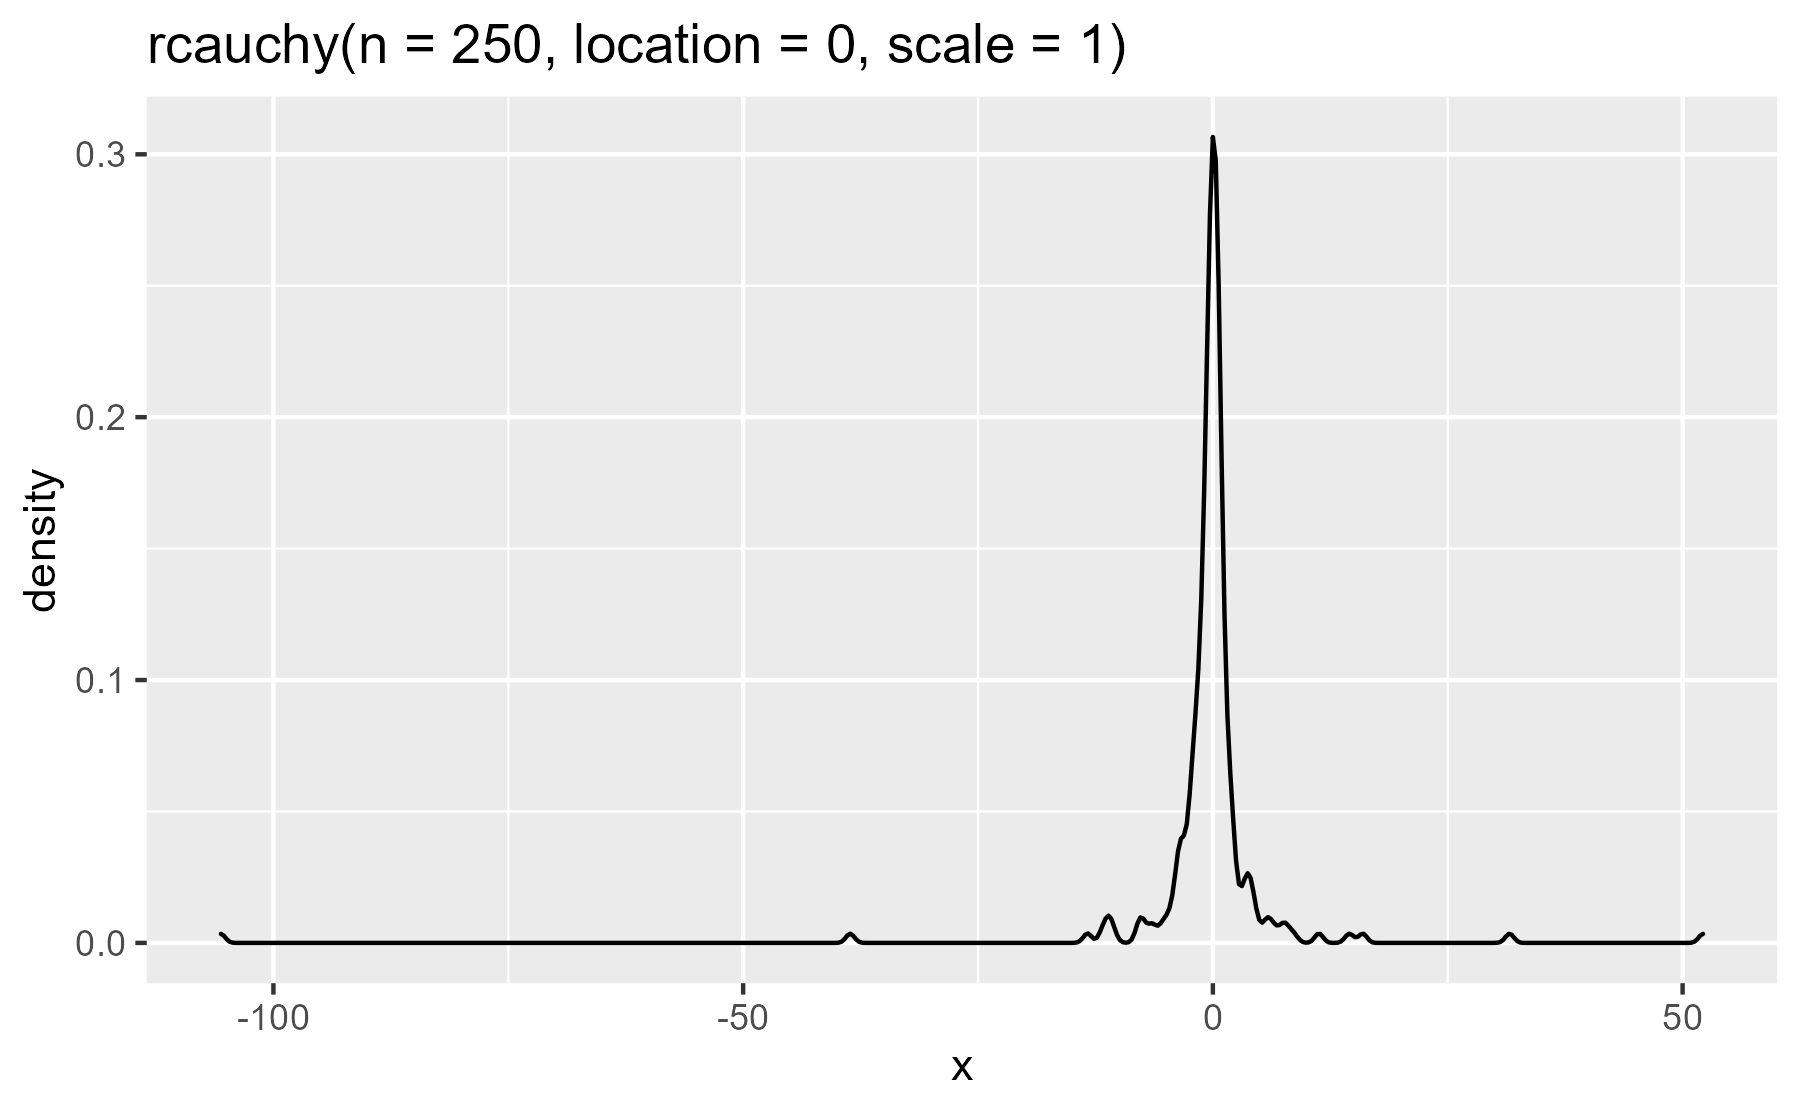 rcauchy(n = 250, location = 0, scale = 1)
0.3
0.2
0.1
0.0
density
-100
-50
0
50
x